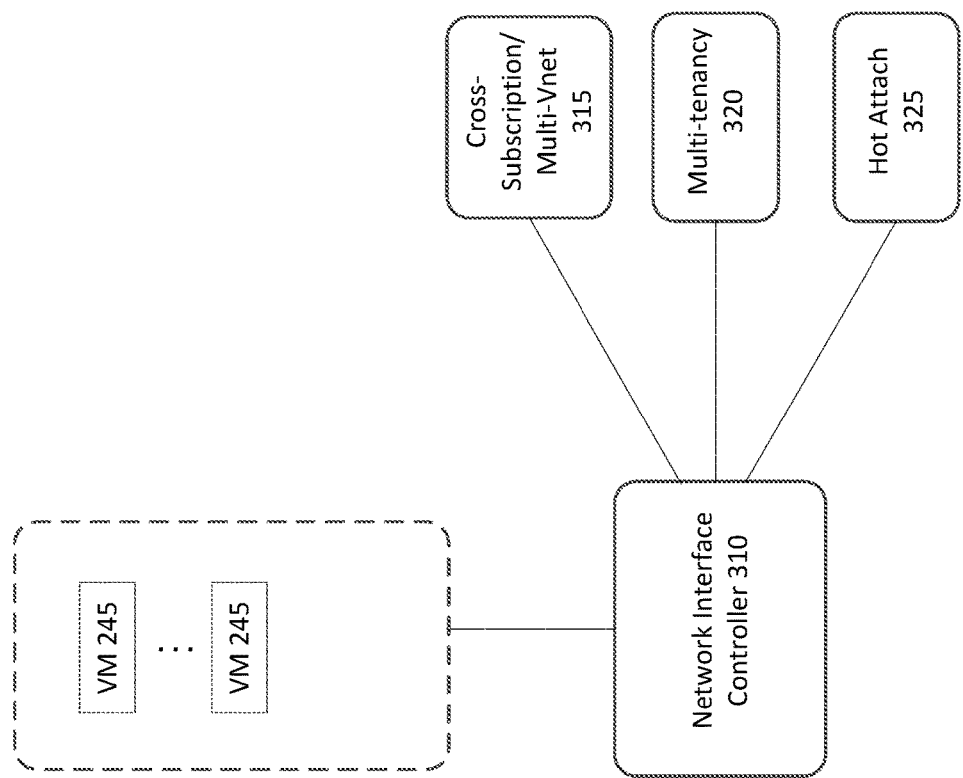 VM 245
...
VM 245
Network Interface
Controller 310
Cross-
Subscription/
Multi-Vnet
315
Multi-tenancy
320
Hot Attach
325